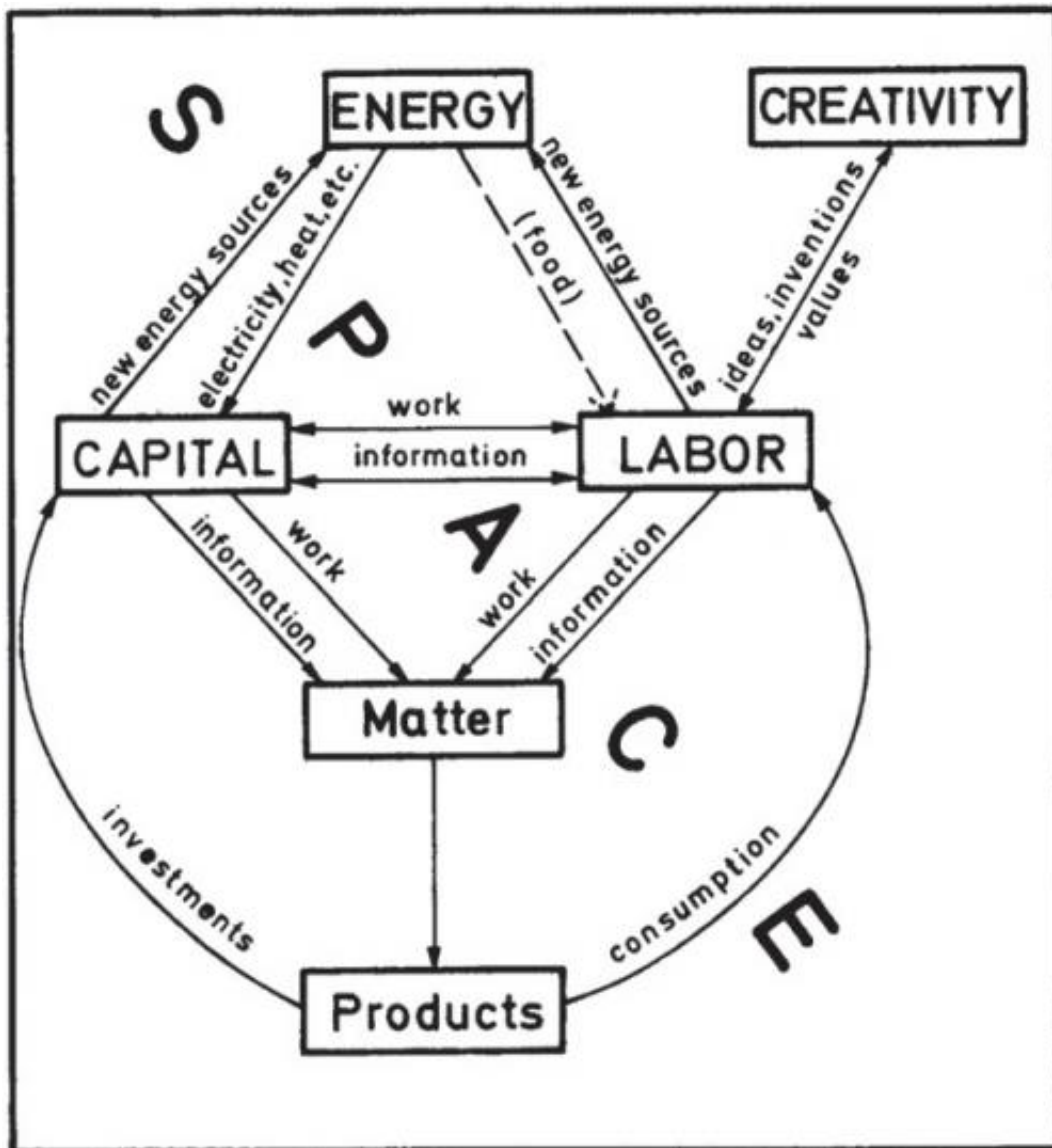 S
ENERGY
CREATIVITY
new energy sources
electricity, heat, etc.
(food)
new energy sources
ideas, inventions
values
P
CAPITAL
work
information
LABOR
A
information
work
work
information
Matter
C
investments
consumption
E
Products